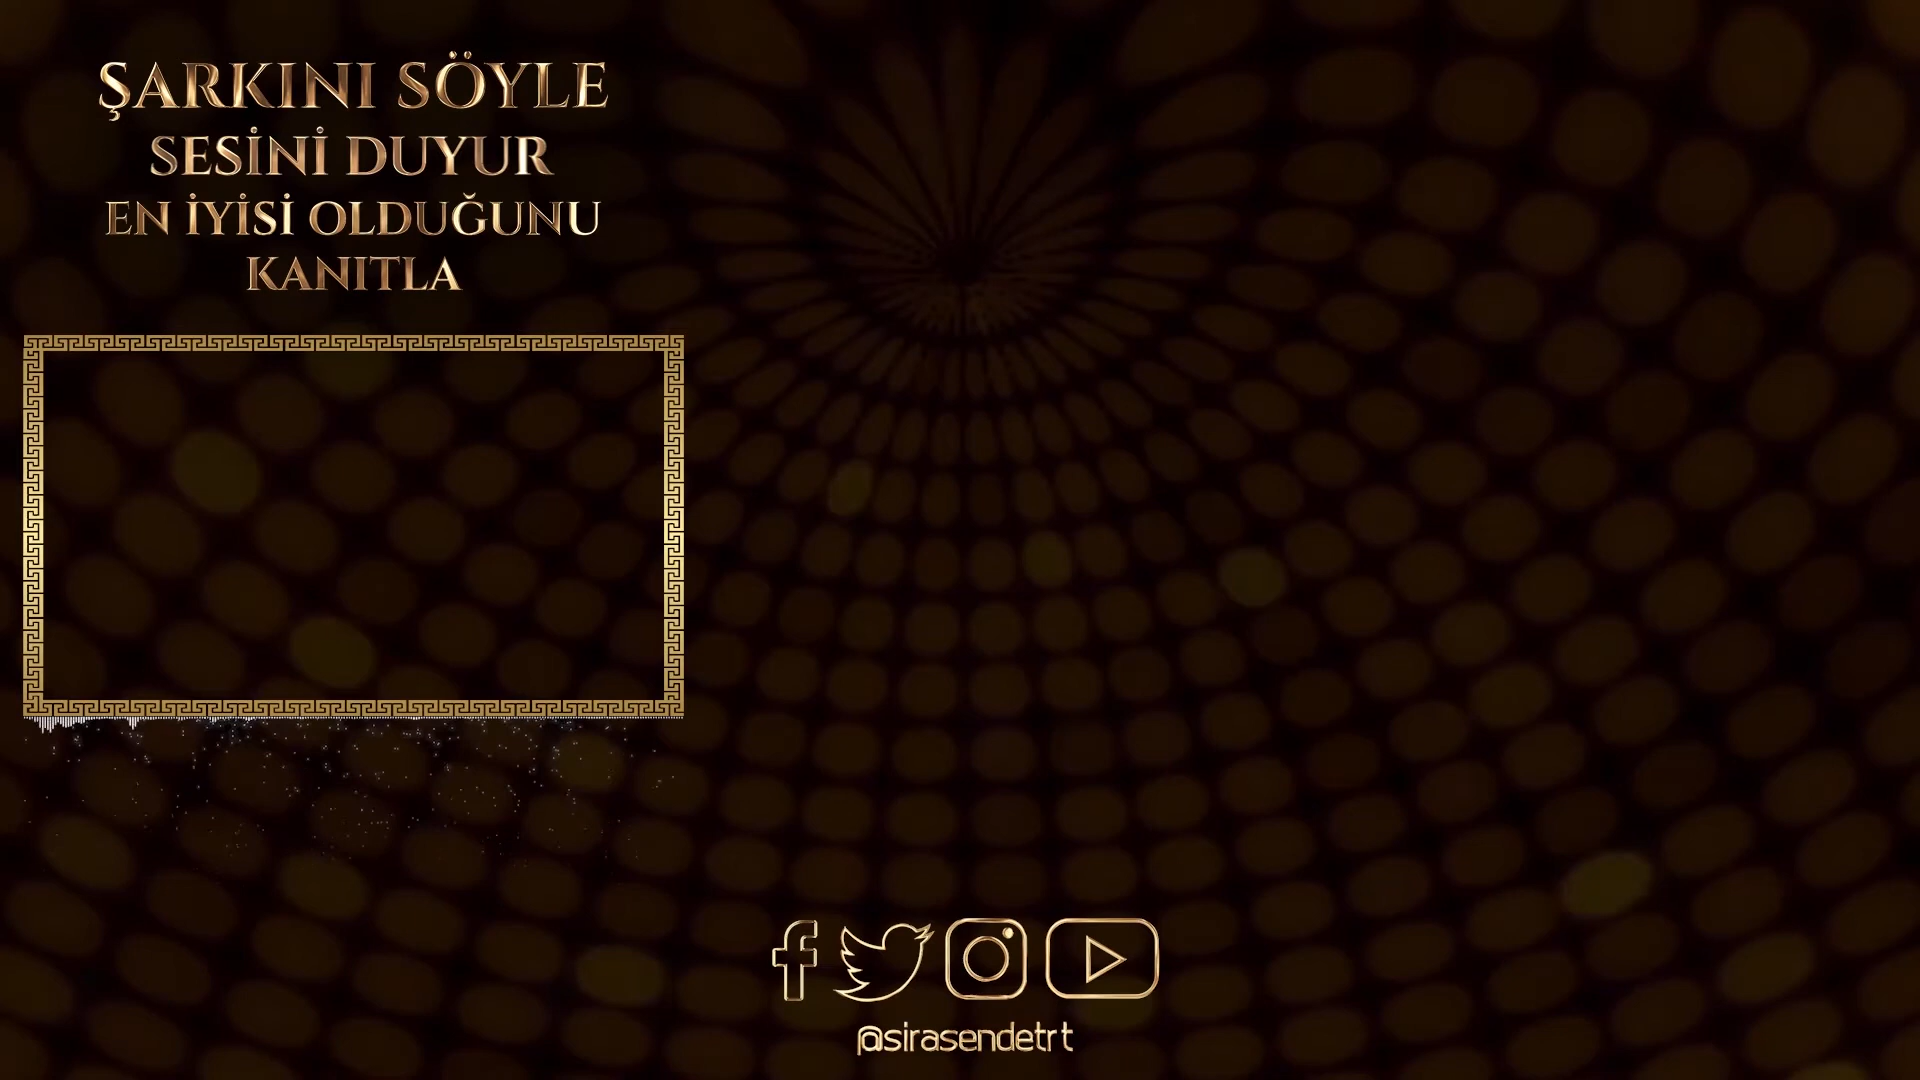 ŞARKINI SÖYLE
SESİNİ DUYUR
EN İYİSİ OLDUĞUNU
KANITLA
@sirasendetrt